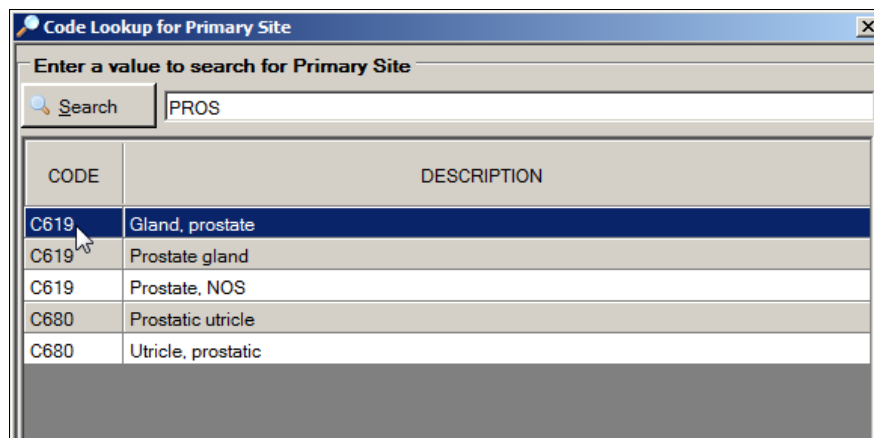 Code Lookup for Primary Site
Enter a value to search for Primary Site
Search PROS
CODE DESCRIPTION
C619 Gland, prostate
C619 Prostate gland
C619 Prostate, NOS
C680 Prostatic utricle
C680 Utricle, prostatic